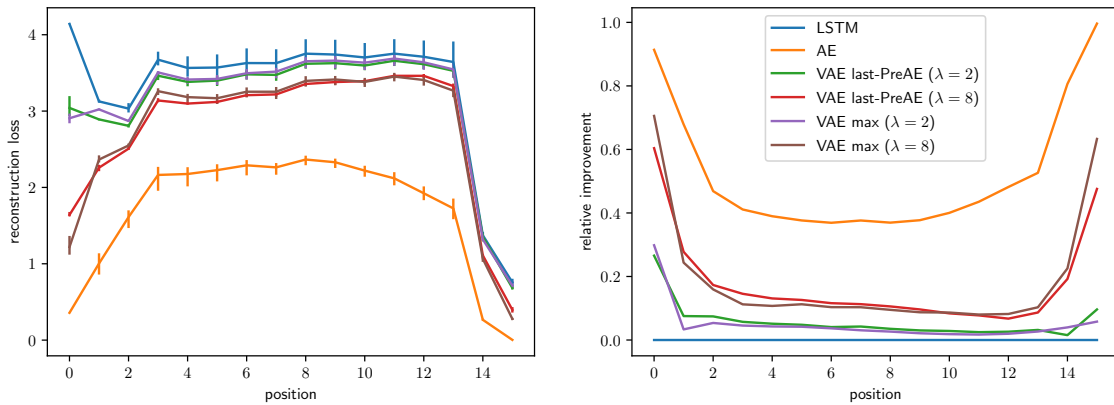 reconstruction loss
4
3
2
1
0
0 2 4 6 8 10 12 14
position
relative improvement
1.0
0.8
0.6
0.4
0.2
0.0
LSTM
AE
VAE last-PreAE (λ = 2)
VAE last-PreAE (λ = 8)
VAE max (λ = 2)
VAE max (λ = 8)
0 2 4 6 8 10 12 14
position